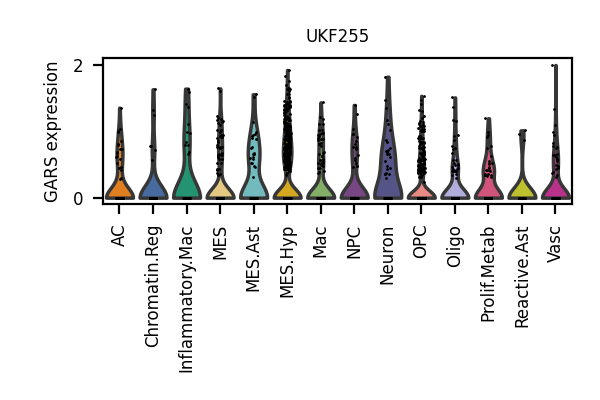 UKF255
GARS expression
2
0
AC
Chromatin.Reg
Inflammatory.Mac
MES
MES.Ast
MES.Hyp
Mac
NPC
Neuron
OPC
Oligo
Prolif.Metab
Reactive.Ast
Vasc